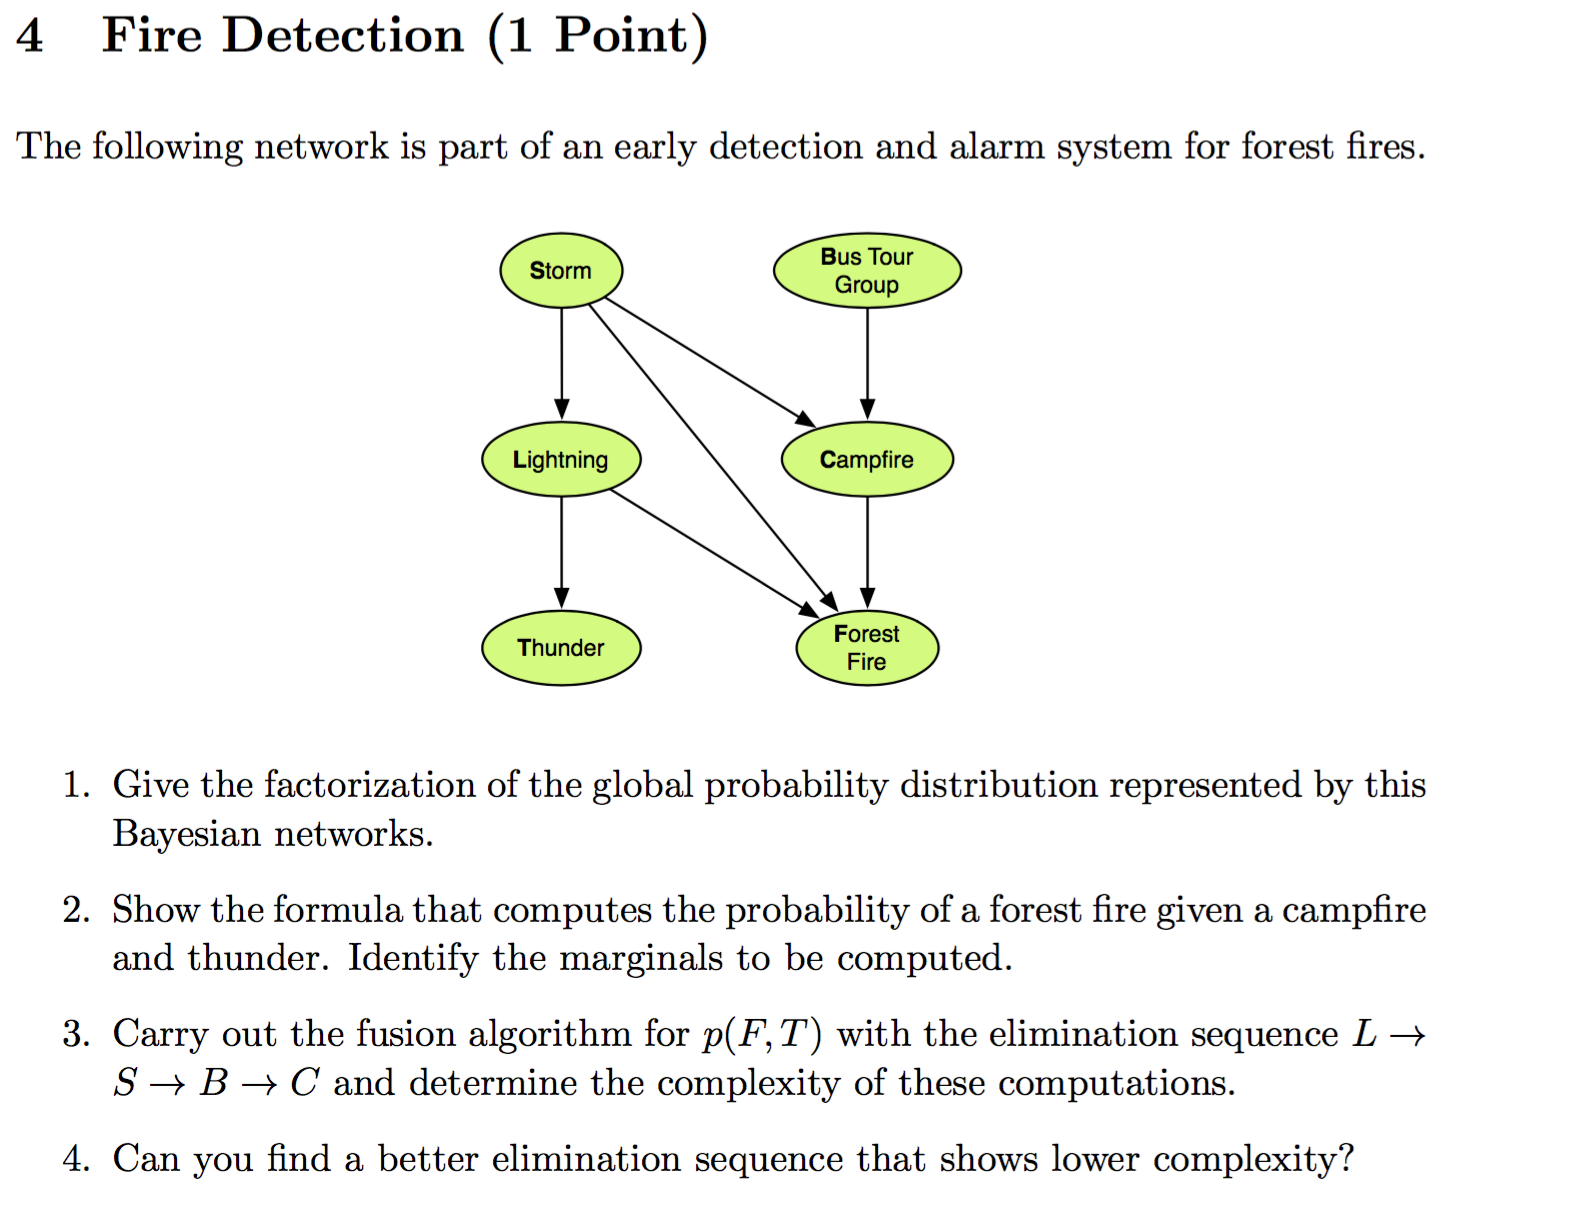 4 Fire Detection (1 Point)
The following network is part of an early detection and alarm system for forest fires.
Storm
Bus Tour
Group
Lightning
Campfire
Thunder
Forest
Fire
1. Give the factorization of the global probability distribution represented by this
Bayesian networks.
2. Show the formula that computes the probability of a forest fire given a campfire
and thunder. Identify the marginals to be computed.
3. Carry out the fusion algorithm for p(F, T) with the elimination sequence L →
S → B → C and determine the complexity of these computations.
4. Can you find a better elimination sequence that shows lower complexity?